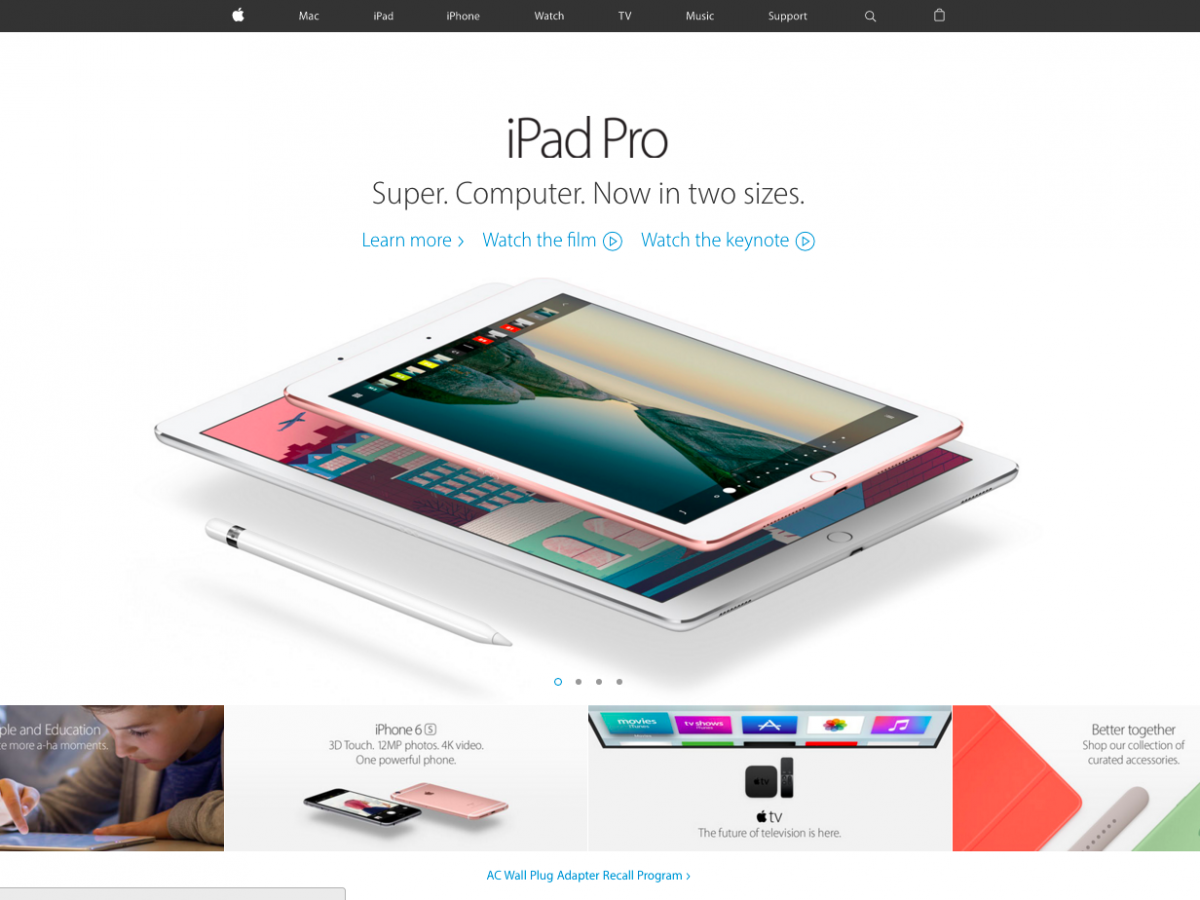 Mac
iPad
iPhone
Watch
TV
Music
Support
iPad Pro
Super. Computer. Now in two sizes.
Learn more ›
Watch the film
Watch the keynote
ple and Education
e more a-ha moments.
iPhone 6s
3D Touch. 12MP photos. 4K video.
One powerful phone.
movies
iTunes
tv shows
iTunes
tv
tv
The future of television is here.
Better together
Shop our collection of
curated accessories.
AC Wall Plug Adapter Recall Program ›